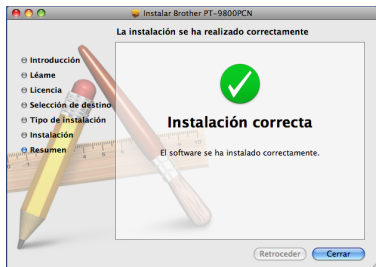 Instalar Brother PT-9800PCN
La instalación se ha realizado correctamente
Introducción
Léame
Licencia
Selección de destino
Tipo de instalación
Instalación
Resumen
Instalación correcta
El software se ha instalado correctamente.
Retroceder
Cerrar